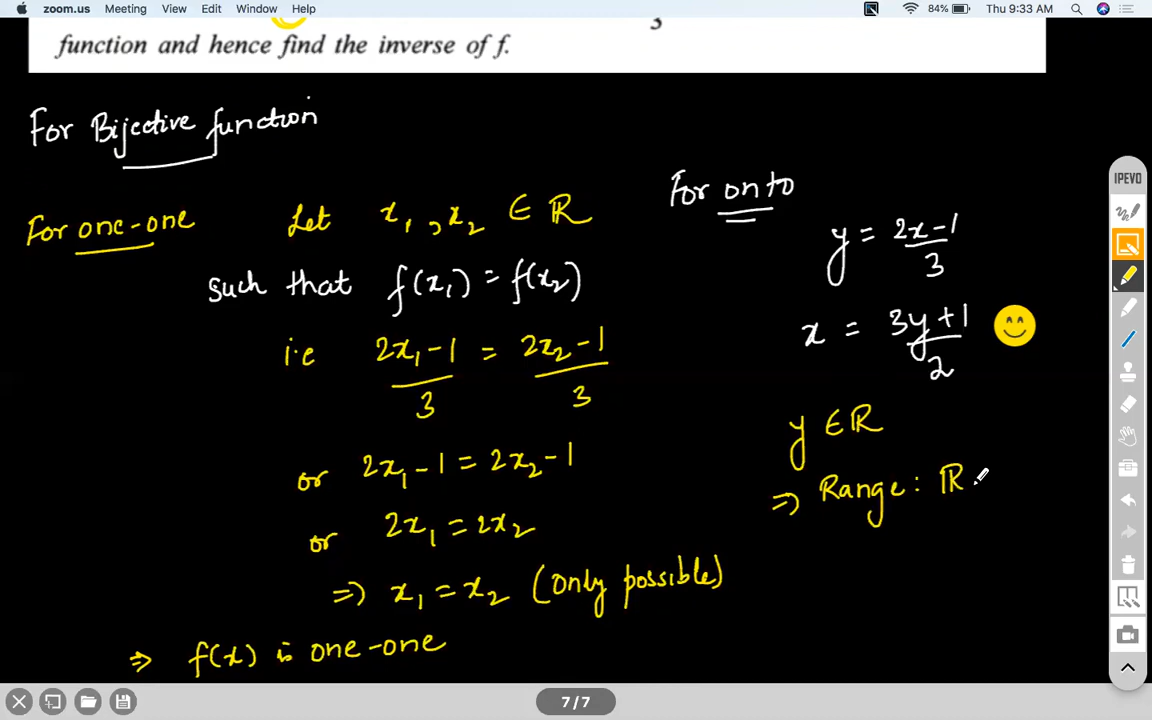 zoom.us Meeting View Edit Window Help 84% Thu 9:33 AM
3
function and hence find the inverse of f.
For Bijective function
For one-one Let x₁, x₂ ∈ ℝ
such that f(x₁) = f(x₂)
i.e (2x₁-1)/3 = (2x₂-1)/3
or 2x₁-1 = 2x₂-1
or 2x₁ = 2x₂
⇒ x₁ = x₂ (only possible)
⇒ f(x) is one-one
For onto
y = (2x-1)/3
x = (3y+1)/2
y ∈ ℝ
⇒ Range: ℝ
IPEVO
7/7